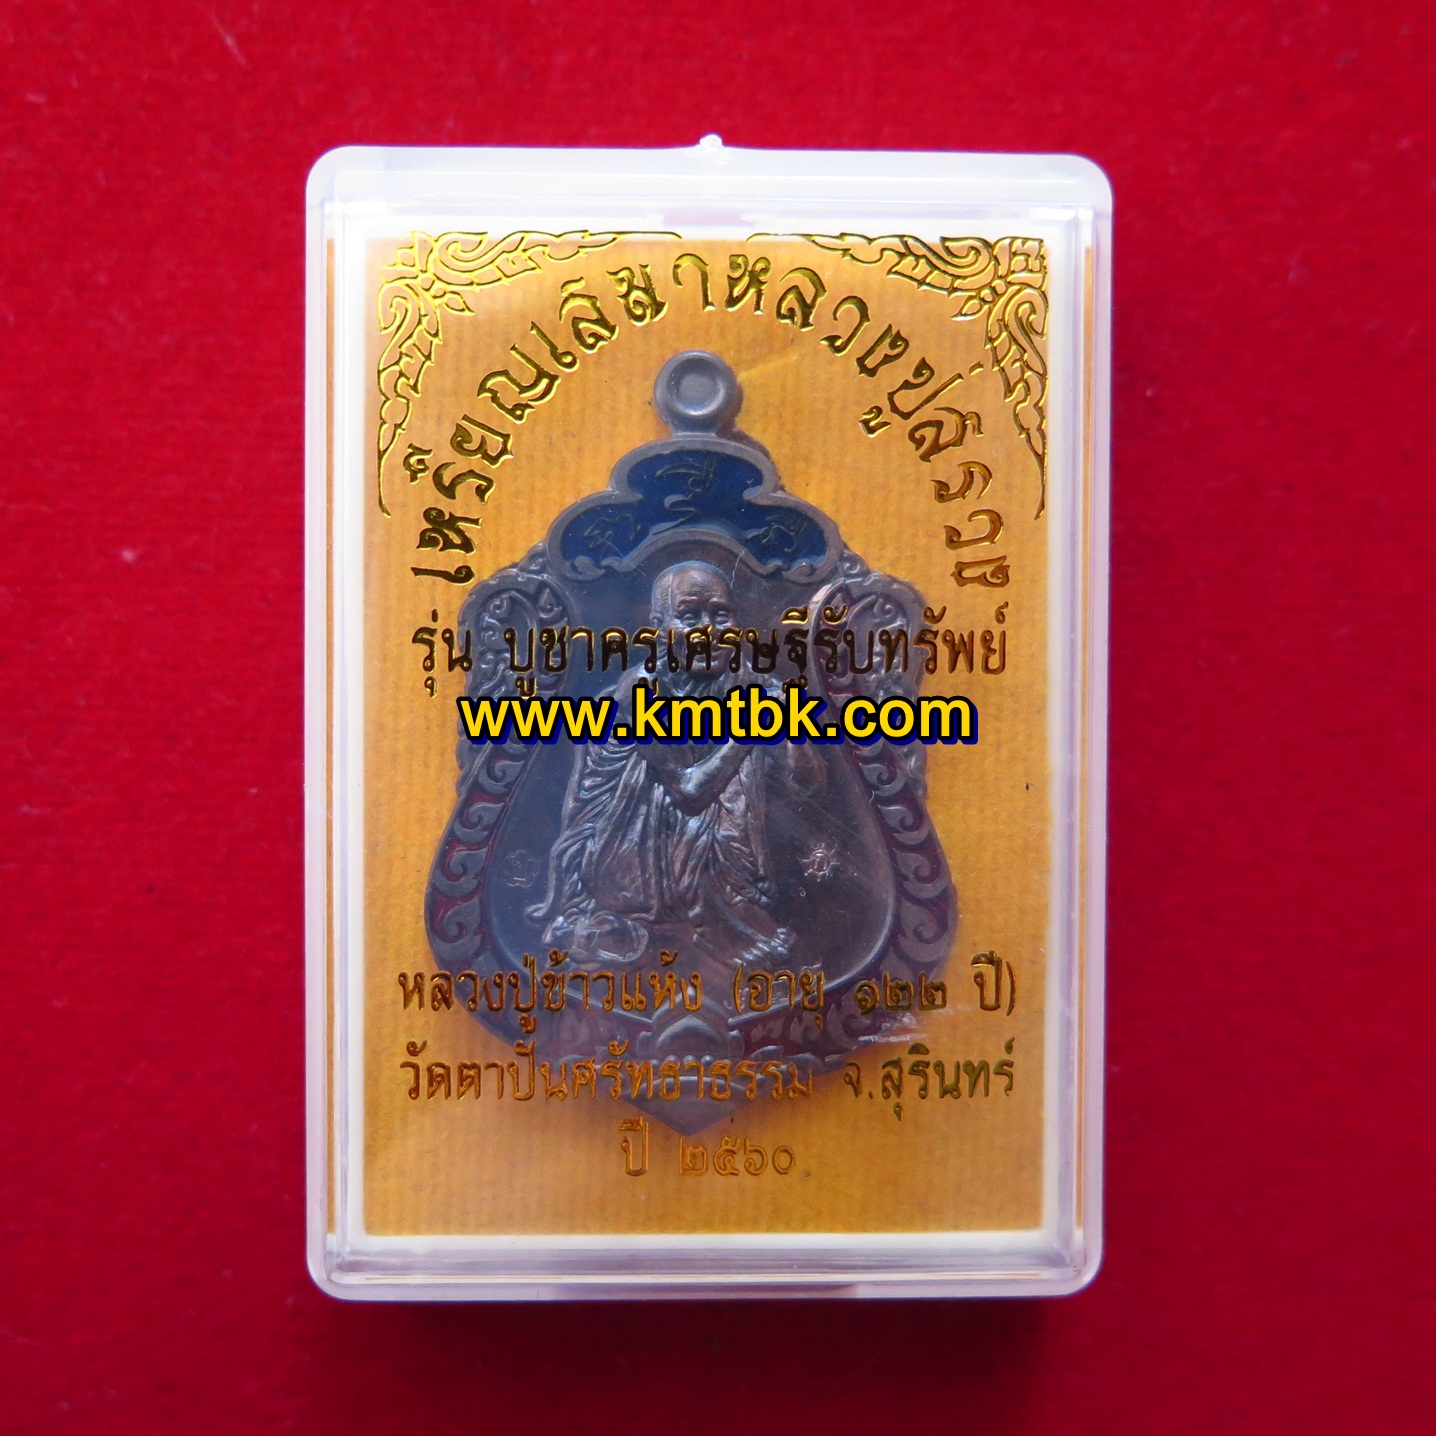 เหรียญเสมาหลวงปู่สรวง
รุ่น บูชาครูเศรษฐีรับทรัพย์
www.kmtbk.com
หลวงปู่ข้าวแห้ง (อายุ ๑๒๒ ปี)
วัดตาปั้นศรัทธาธรรม จ.สุรินทร์
ปี ๒๕๖๐